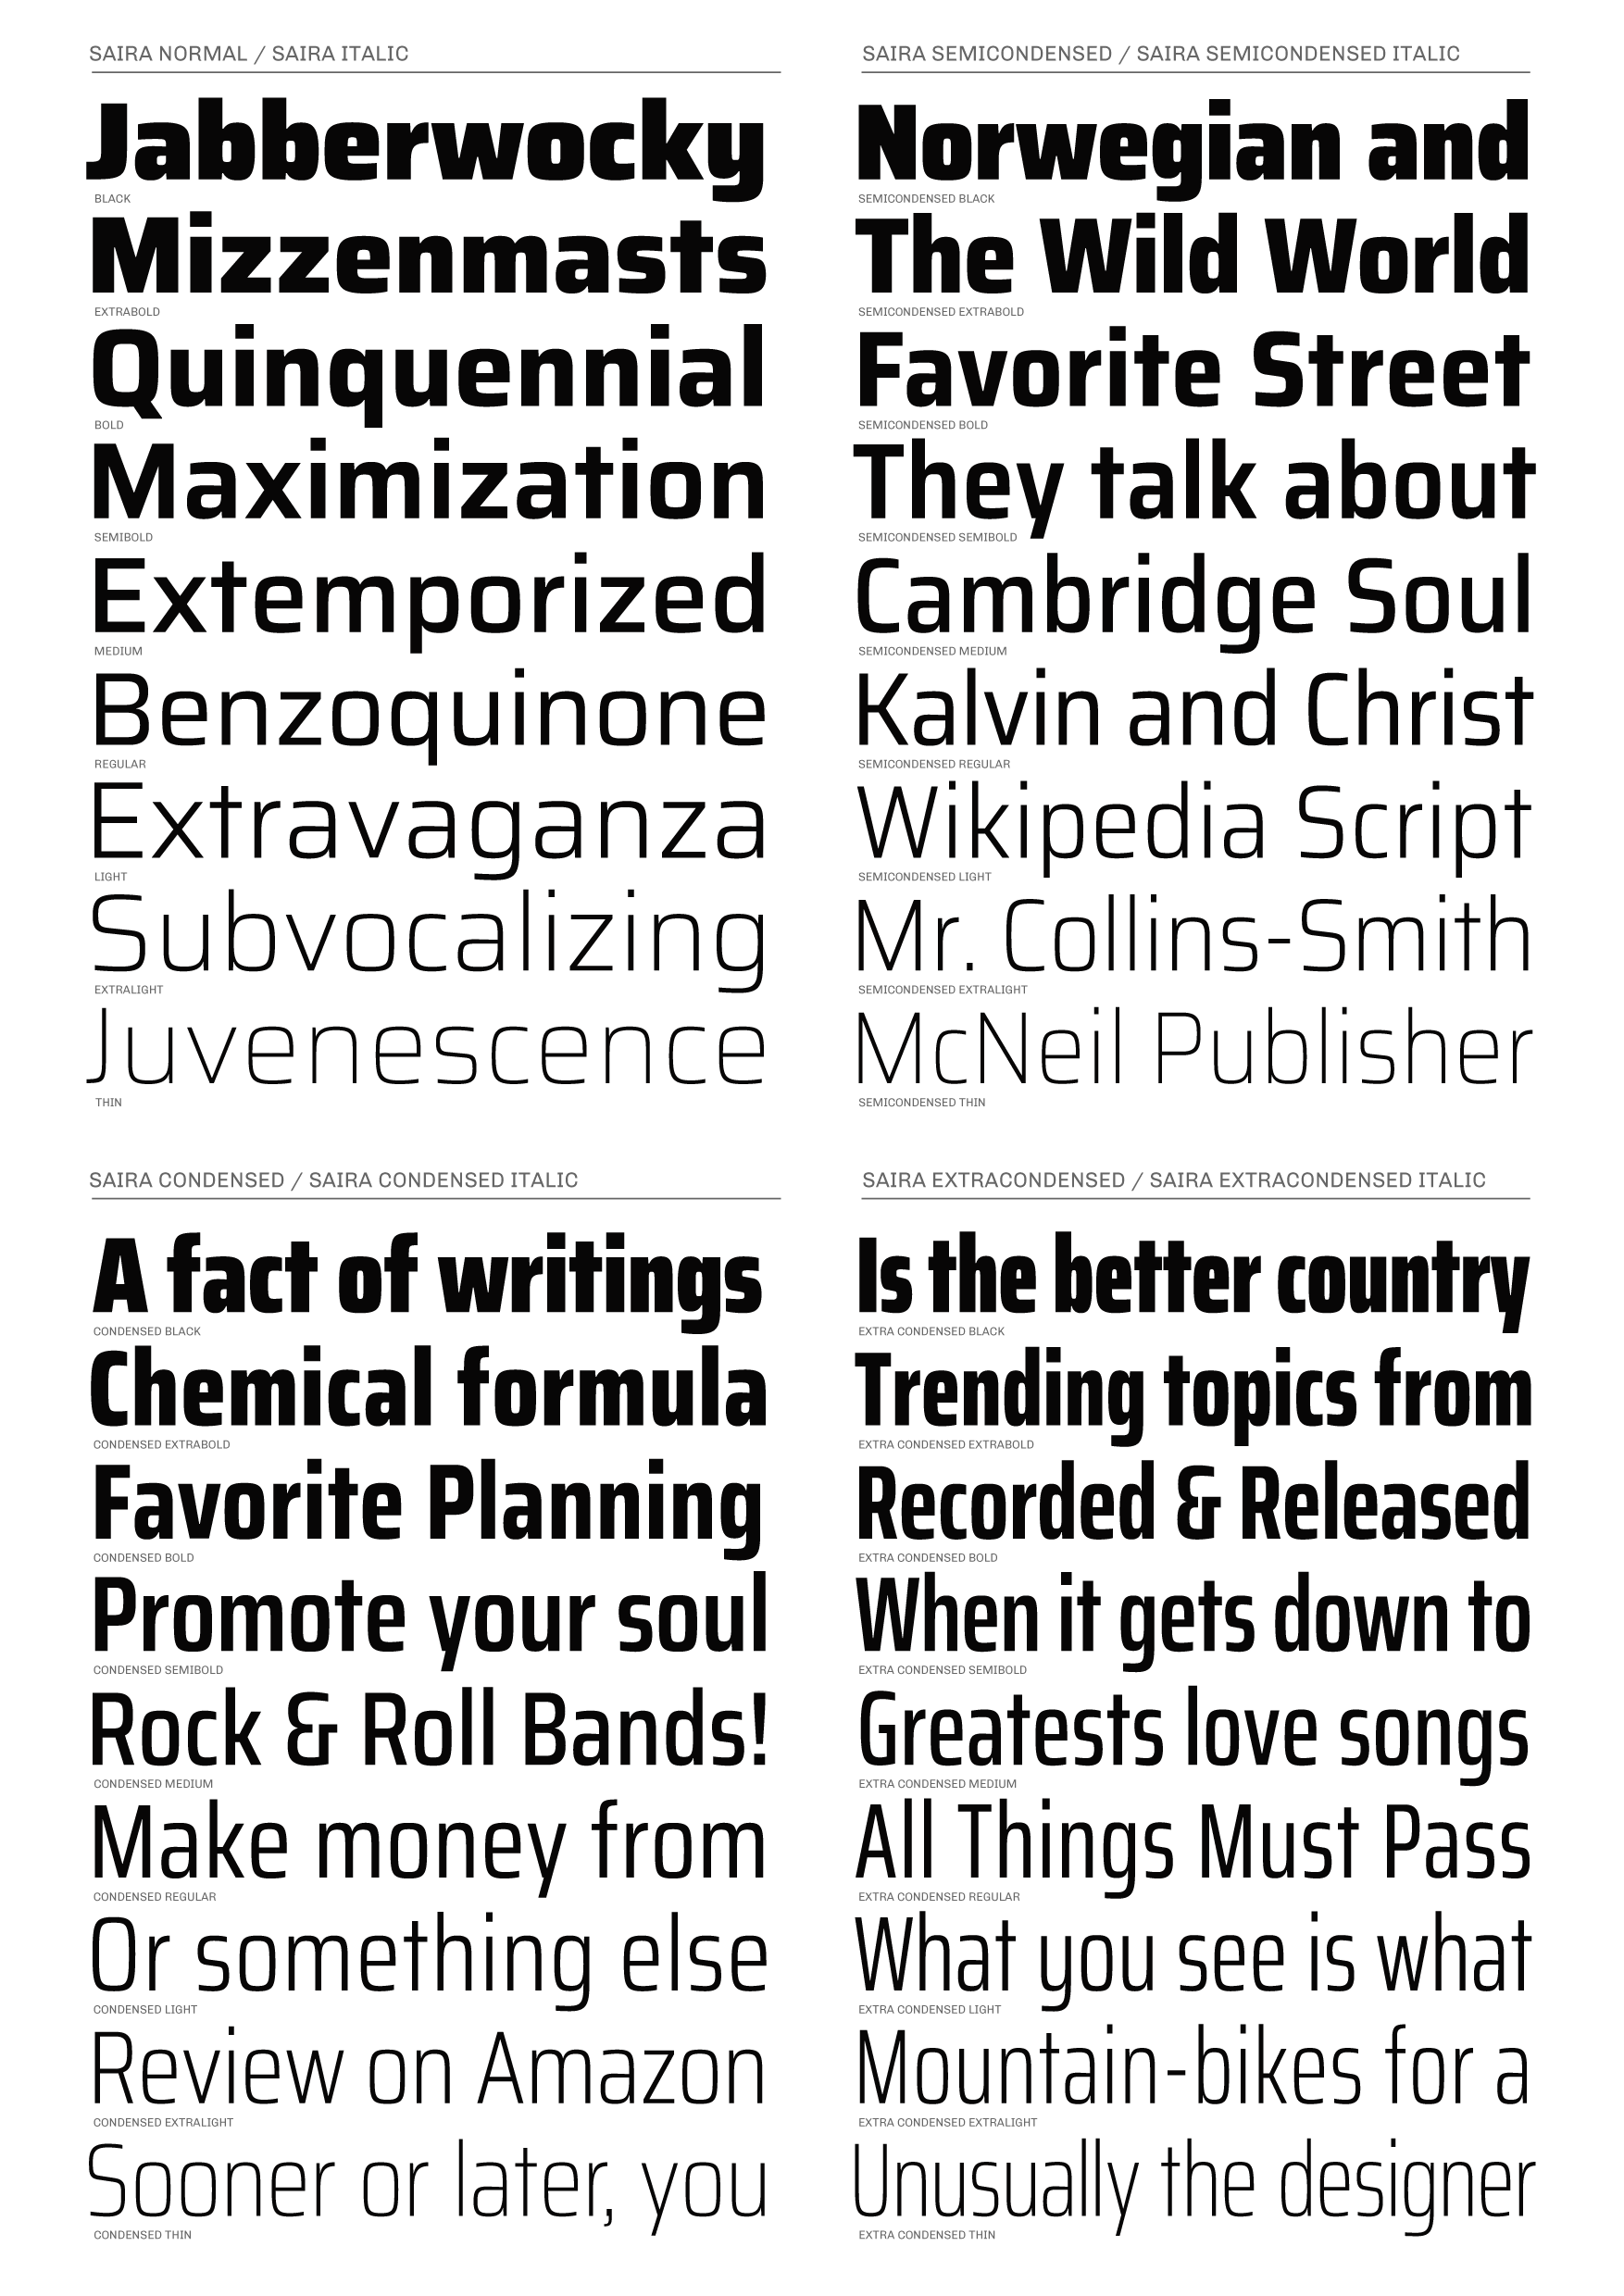 SAIRA NORMAL / SAIRA ITALIC
Jabberwocky
BLACK
Mizzenmasts
EXTRABOLD
Quinquennial
BOLD
Maximization
SEMIBOLD
Extemporized
MEDIUM
Benzoquinone
REGULAR
Extravaganza
LIGHT
Subvocalizing
EXTRALIGHT
Juvenescence
THIN
SAIRA SEMICONDENSED / SAIRA SEMICONDENSED ITALIC
Norwegian and
SEMICONDENSED BLACK
The Wild World
SEMICONDENSED EXTRABOLD
Favorite Street
SEMICONDENSED BOLD
They talk about
SEMICONDENSED SEMIBOLD
Cambridge Soul
SEMICONDENSED MEDIUM
Kalvin and Christ
SEMICONDENSED REGULAR
Wikipedia Script
SEMICONDENSED LIGHT
Mr. Collins-Smith
SEMICONDENSED EXTRALIGHT
McNeil Publisher
SEMICONDENSED THIN
SAIRA CONDENSED / SAIRA CONDENSED ITALIC
A fact of writings
CONDENSED BLACK
Chemical formula
CONDENSED EXTRABOLD
Favorite Planning
CONDENSED BOLD
Promote your soul
CONDENSED SEMIBOLD
Rock & Roll Bands!
CONDENSED MEDIUM
Make money from
CONDENSED REGULAR
Or something else
CONDENSED LIGHT
Review on Amazon
CONDENSED EXTRALIGHT
Sooner or later, you
CONDENSED THIN
SAIRA EXTRACONDENSED / SAIRA EXTRACONDENSED ITALIC
Is the better country
EXTRA CONDENSED BLACK
Trending topics from
EXTRA CONDENSED EXTRABOLD
Recorded & Released
EXTRA CONDENSED BOLD
When it gets down to
EXTRA CONDENSED SEMIBOLD
Greatests love songs
EXTRA CONDENSED MEDIUM
All Things Must Pass
EXTRA CONDENSED REGULAR
What you see is what
EXTRA CONDENSED LIGHT
Mountain-bikes for a
EXTRA CONDENSED EXTRALIGHT
Unusually the designer
EXTRA CONDENSED THIN